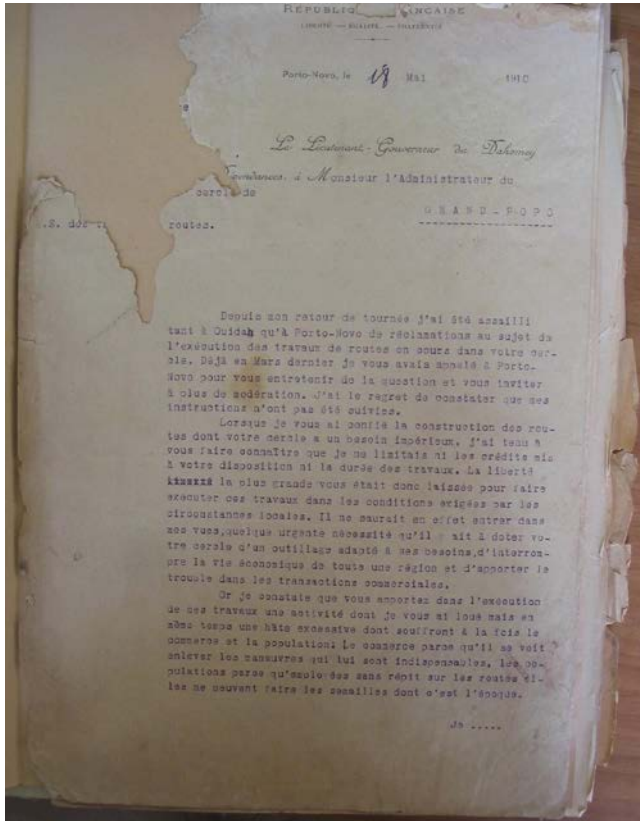 RÉPUBLIQUE FRANÇAISE
LIBERTÉ — ÉGALITÉ — FRATERNITÉ
Porto-Novo, le 18 Mai 1910
Le Lieutenant-Gouverneur du Dahomey
Dépendances, à Monsieur l'Administrateur du
cercle de
GRAND-POPO
routes.
Depuis mon retour de tournée j'ai été assailli
tant à Ouidah qu'à Porto-Novo de réclamations au sujet de
l'exécution des travaux de routes en cours dans votre cer-
cle. Déjà en Mars dernier je vous avais appelé à Porto-
Novo pour vous entretenir de la question et vous inviter
à plus de modération. J'ai le regret de constater que mes
instructions n'ont pas été suivies.
Lorsque je vous ai confié la construction des rou-
tes dont votre cercle a un besoin impérieux, j'ai tenu à
vous faire connaître que je ne limitais ni les crédits mis
à votre disposition ni la durée des travaux. La liberté
la plus grande vous était donc laissée pour faire
exécuter ces travaux dans les conditions exigées par les
circonstances locales. Il ne saurait en effet entrer dans
mes vues, quelque urgente nécessité qu'il y ait à doter vo-
tre cercle d'un outillage adapté à ses besoins, d'interrom-
pre la vie économique de toute une région et d'apporter le
trouble dans les transactions commerciales.
Or je constate que vous apportez dans l'exécution
de ces travaux une activité dont je vous ai loué mais en
même temps une hâte excessive dont souffrent à la fois le
commerce et la population: Le commerce parce qu'il se voit
enlever les manœuvres qui lui sont indispensables, les po-
pulations parce qu'employées sans répit sur les routes el-
les ne peuvent faire les semailles dont c'est l'époque.
Je .....